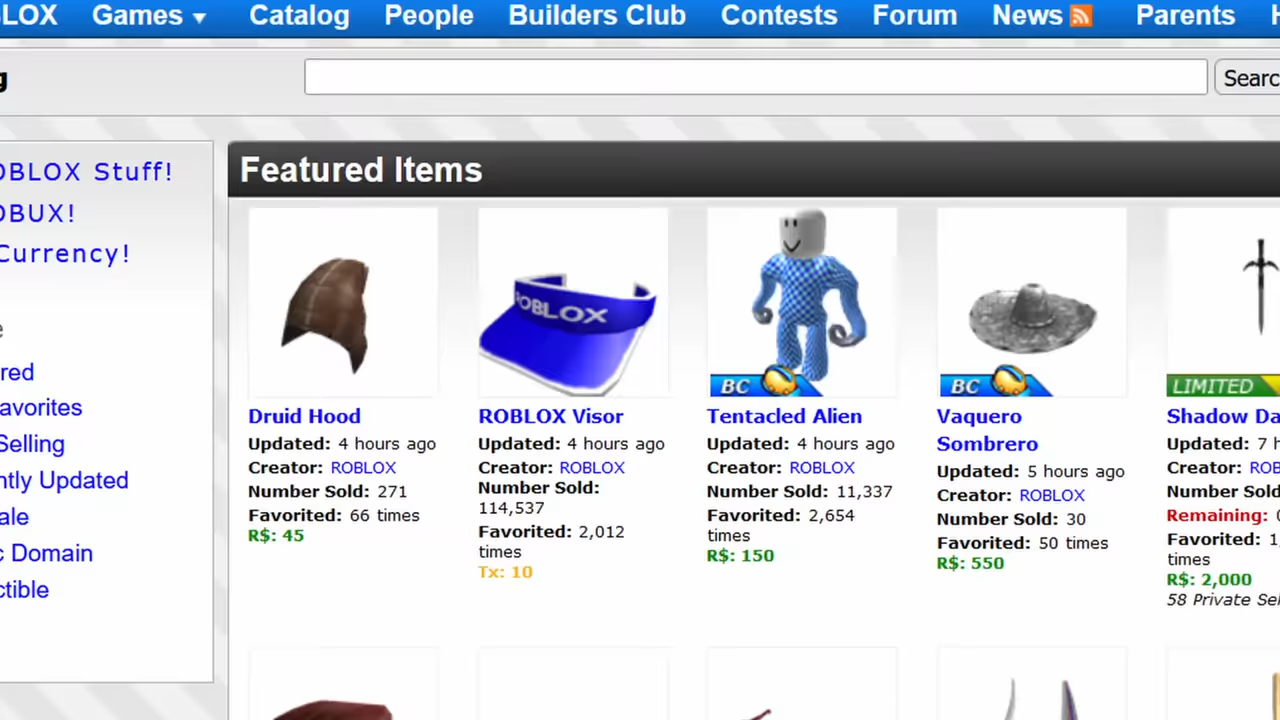 LOX Games Catalog People Builders Club Contests Forum News Parents
Searc
OBLOX Stuff!
OBUX!
Currency!
red
avorites
Selling
ntly Updated
ale
c Domain
ctible
Featured Items
ROBLOX
BC
BC
LIMITED
Druid Hood
Updated: 4 hours ago
Creator: ROBLOX
Number Sold: 271
Favorited: 66 times
R$: 45
ROBLOX Visor
Updated: 4 hours ago
Creator: ROBLOX
Number Sold:
114,537
Favorited: 2,012
times
Tx: 10
Tentacled Alien
Updated: 4 hours ago
Creator: ROBLOX
Number Sold: 11,337
Favorited: 2,654
times
R$: 150
Vaquero
Sombrero
Updated: 5 hours ago
Creator: ROBLOX
Number Sold: 30
Favorited: 50 times
R$: 550
Shadow Da
Updated: 7 h
Creator: ROB
Number Sol
Remaining: 0
Favorited: 1,
times
R$: 2,000
58 Private Sel